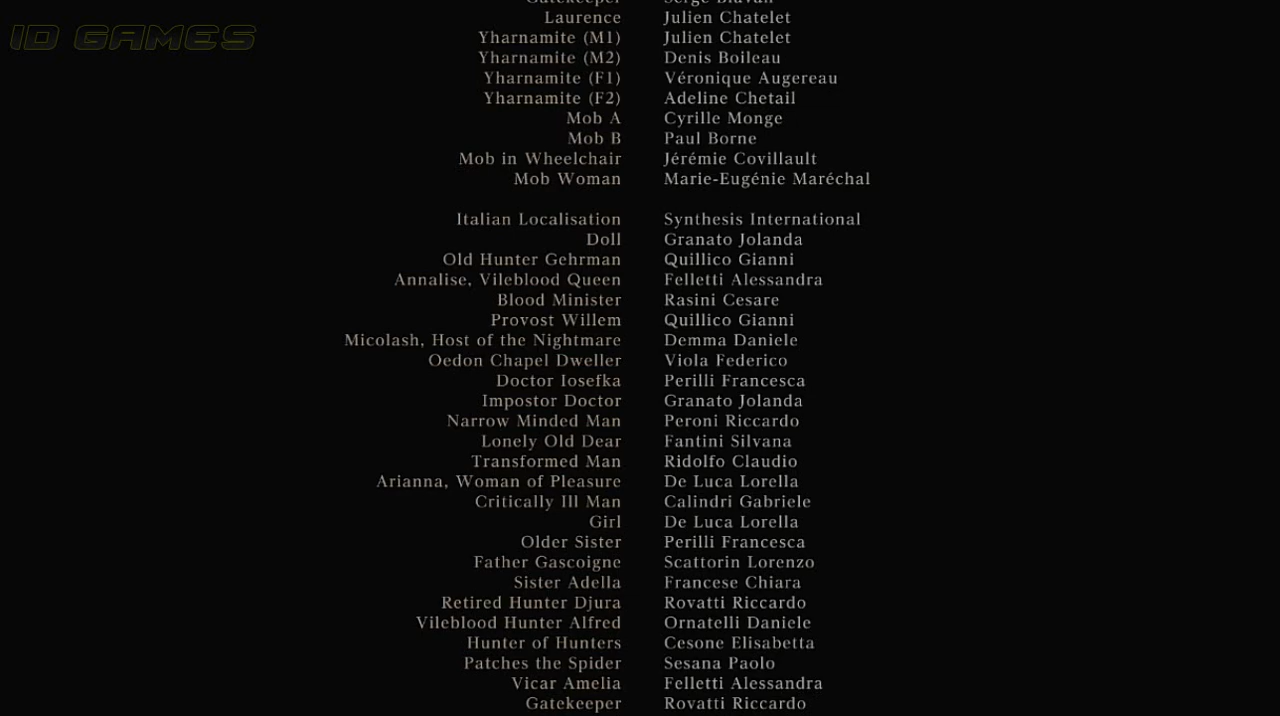 ID GAMES
Gatekeeper Serge Biavan
Laurence Julien Chatelet
Yharnamite (M1) Julien Chatelet
Yharnamite (M2) Denis Boileau
Yharnamite (F1) Véronique Augereau
Yharnamite (F2) Adeline Chetail
Mob A Cyrille Monge
Mob B Paul Borne
Mob in Wheelchair Jérémie Covillault
Mob Woman Marie-Eugénie Maréchal
Italian Localisation Synthesis International
Doll Granato Jolanda
Old Hunter Gehrman Quillico Gianni
Annalise, Vileblood Queen Felletti Alessandra
Blood Minister Rasini Cesare
Provost Willem Quillico Gianni
Micolash, Host of the Nightmare Demma Daniele
Oedon Chapel Dweller Viola Federico
Doctor Iosefka Perilli Francesca
Impostor Doctor Granato Jolanda
Narrow Minded Man Peroni Riccardo
Lonely Old Dear Fantini Silvana
Transformed Man Ridolfo Claudio
Arianna, Woman of Pleasure De Luca Lorella
Critically Ill Man Calindri Gabriele
Girl De Luca Lorella
Older Sister Perilli Francesca
Father Gascoigne Scattorin Lorenzo
Sister Adella Francese Chiara
Retired Hunter Djura Rovatti Riccardo
Vileblood Hunter Alfred Ornatelli Daniele
Hunter of Hunters Cesone Elisabetta
Patches the Spider Sesana Paolo
Vicar Amelia Felletti Alessandra
Gatekeeper Rovatti Riccardo